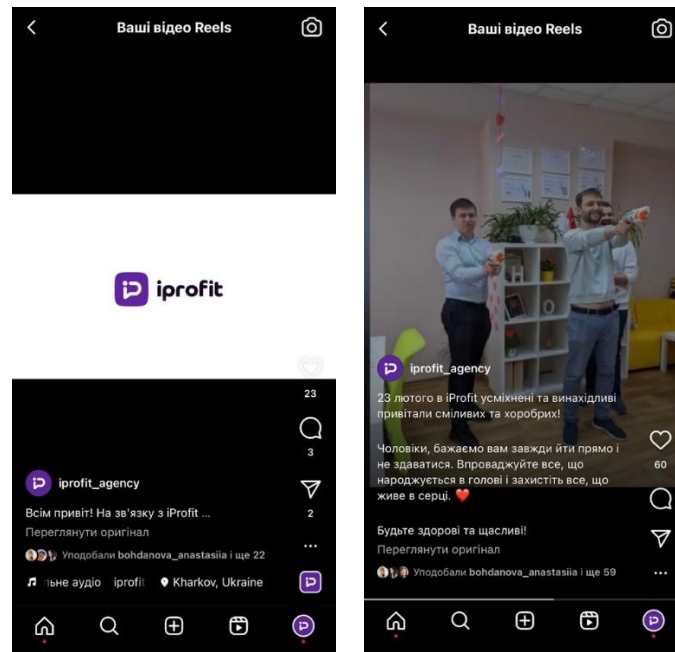 Ваші відео Reels
iprofit
23
3
iprofit_agency
2
Всім привіт! На зв'язку з iProfit ...
Переглянути оригінал
Уподобали bohdanova_anastasiia і ще 22
льне аудіо iprofit
Kharkov, Ukraine
Ваші відео Reels
iprofit_agency
23 лютого в iProfit усміхнені та винахідливі
привітали сміливих та хоробрих!
Чоловіки, бажаємо вам завжди йти прямо і
не здаватися. Впроваджуйте все, що
народжується в голові і захистіть все, що
живе в серці. ❤️
60
Будьте здорові та щасливі!
Переглянути оригінал
Уподобали bohdanova_anastasiia і ще 59